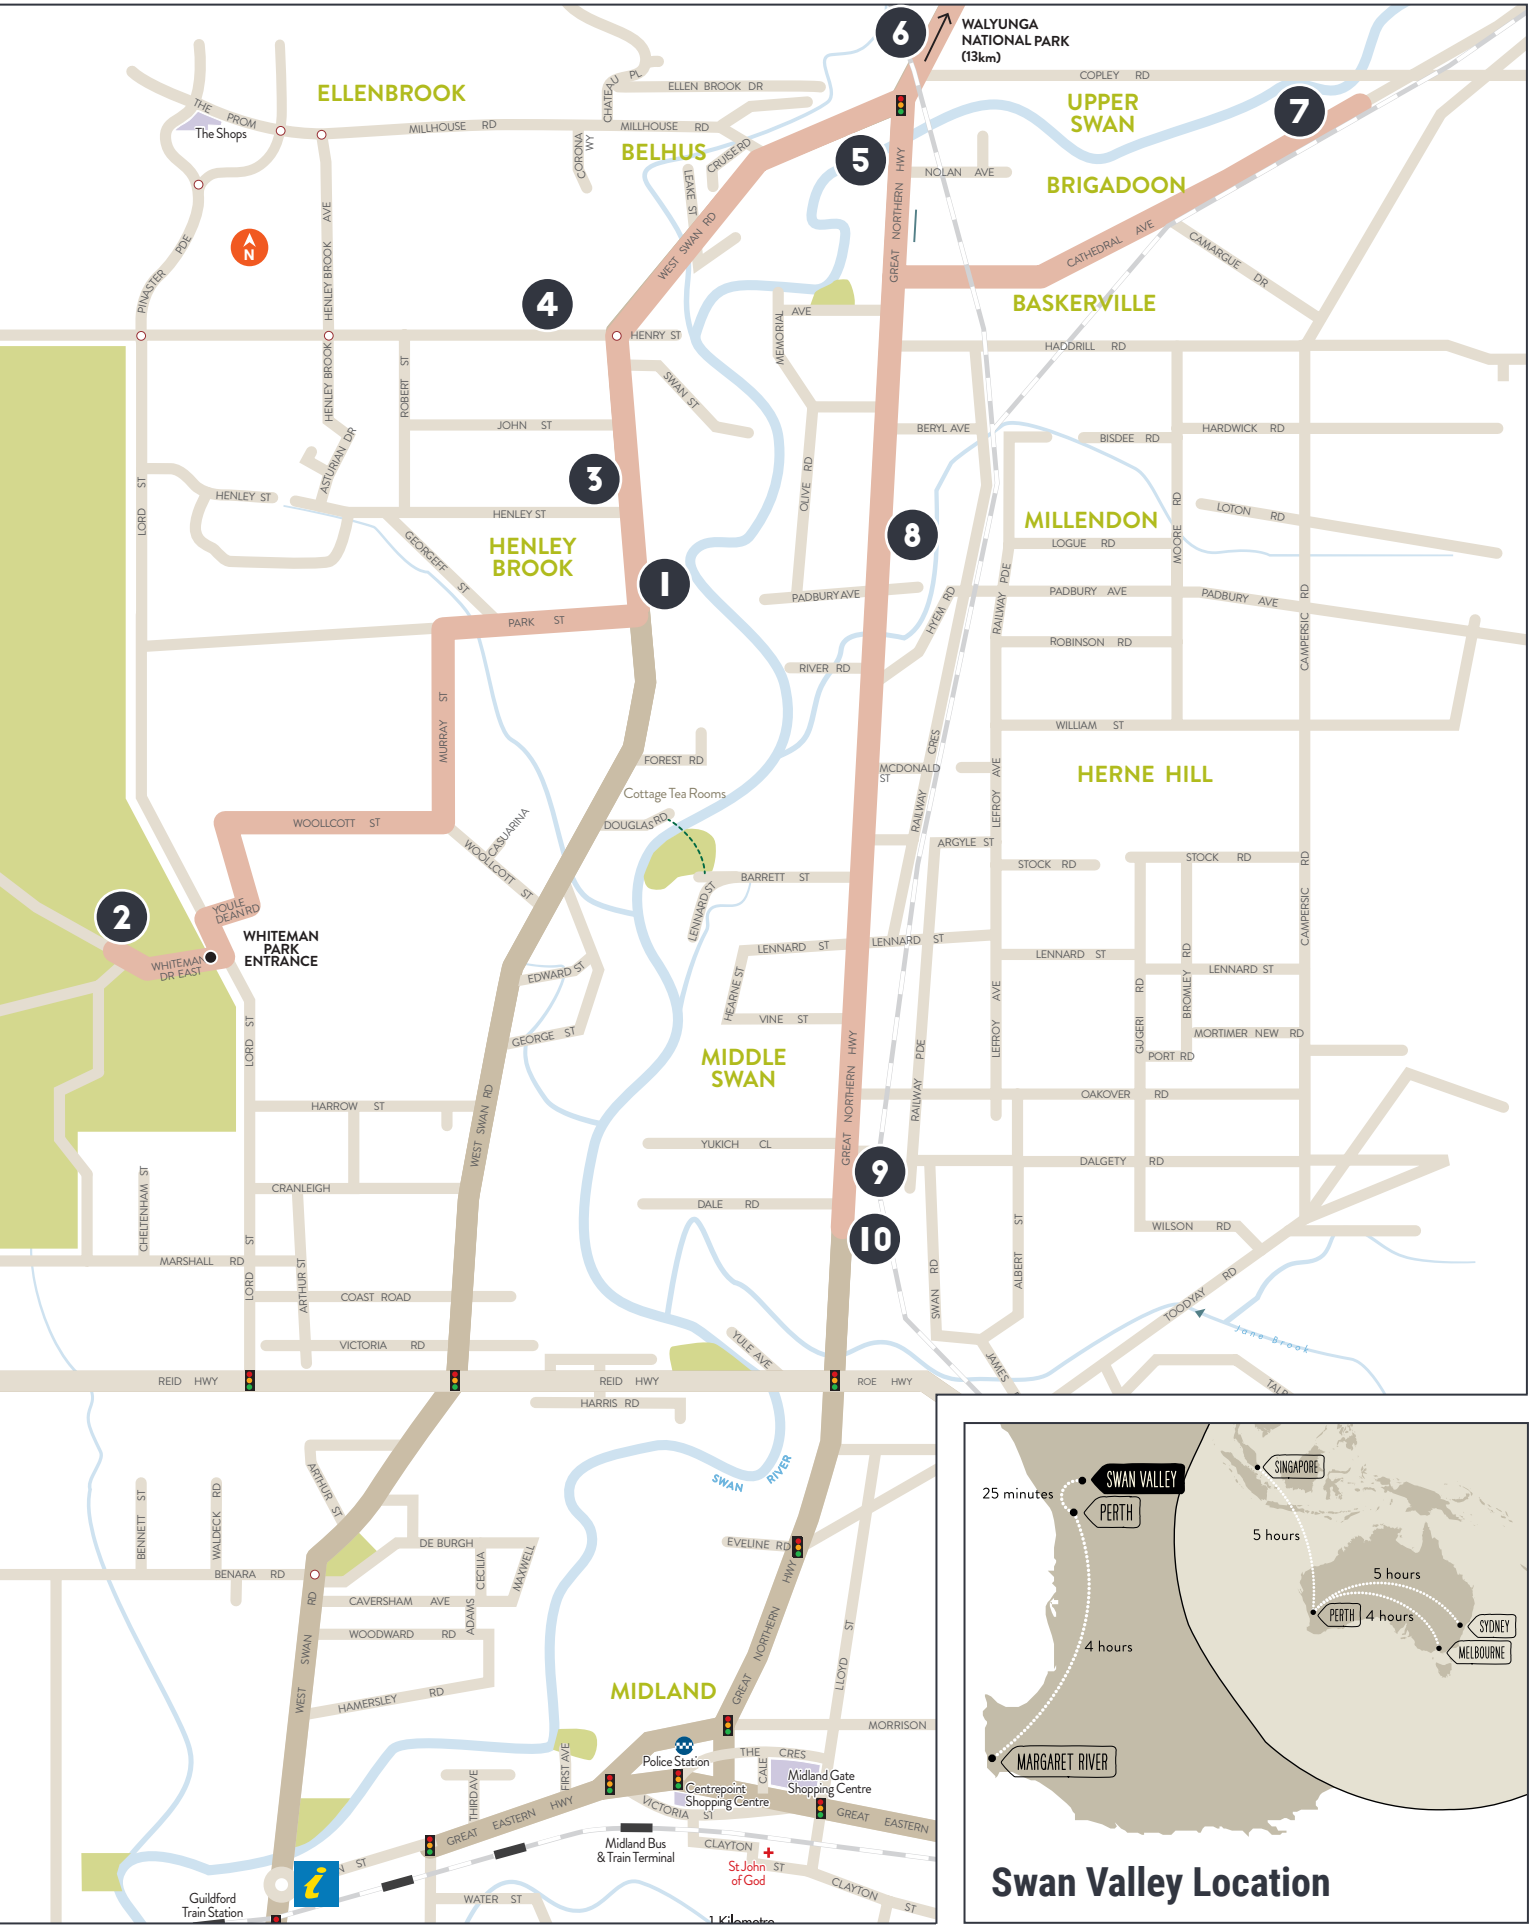 6
WALYUNGA
NATIONAL PARK
(13km)
COPLEY RD
ELLENBROOK
CHATEAU PL
ELLEN BROOK DR
UPPER
SWAN
7
THE PROM
The Shops
MILLHOUSE RD
MILLHOUSE RD
CORONA WY
BELHUS
CRUISE RD
LEAKE ST
5
GREAT NORTHERN HWY
NOLAN AVE
BRIGADOON
HENLEY BROOK AVE
PINASTER PDE
N
WEST SWAN RD
CATHEDRAL AVE
CAMARGUE DR
4
BASKERVILLE
MEMORIAL AVE
HENRY ST
HADDRILL RD
HENLEY BROOK
ROBERT ST
SWAN ST
JOHN ST
BERYL AVE
BISDEE RD
HARDWICK RD
ASTURIAN DR
3
OLIVE RD
LORD ST
HENLEY ST
HENLEY ST
MOORE RD
LOTON RD
MILLENDON
8
GEORGEFF ST
HENLEY
BROOK
LOGUE RD
1
PADBURY AVE
HYEM RD
RAILWAY PDE
PADBURY AVE
PADBURY AVE
CAMPERSIC RD
PARK ST
ROBINSON RD
RIVER RD
MURRAY ST
WILLIAM ST
FOREST RD
MCDONALD
ST
RAILWAY CRES
LEFROY AVE
HERNE HILL
Cottage Tea Rooms
DOUGLAS RD
WOOLLCOTT ST
CASUARINA
WOOLLCOTT ST
ARGYLE ST
STOCK RD
STOCK RD
BARRETT ST
LENNARD ST
YOULE
DEAN RD
2
CAMPERSIC RD
WHITEMAN
PARK
ENTRANCE
WHITEMAN
DR EAST
LENNARD ST
LENNARD ST
LENNARD ST
LENNARD ST
EDWARD ST
HEARNE ST
BROMLEY RD
GUGERI RD
LEFROY AVE
VINE ST
GEORGE ST
MORTIMER NEW RD
PORT RD
LORD ST
MIDDLE
SWAN
GREAT NORTHERN HWY
RAILWAY PDE
OAKOVER RD
HARROW ST
WEST SWAN RD
YUKICH CL
9
DALGETY RD
CHELTENHAM ST
CRANLEIGH
DALE RD
10
WILSON RD
ALBERT ST
SWAN RD
MARSHALL RD
LORD ST
ARTHUR ST
COAST ROAD
TOODYAY RD
Jane Brook
VICTORIA RD
YULE AVE
JAMES
REID HWY
REID HWY
ROE HWY
HARRIS RD
SWAN RIVER
ARTHUR ST
BENNETT ST
WALDECK RD
DE BURGH
CECILIA
MAXWELL
EVELINE RD
BENARA RD
CAVERSHAM AVE
ADAMS
WOODWARD RD
WEST SWAN RD
HAMERSLEY RD
GREAT NORTHERN HWY
LLOYD ST
MIDLAND
MORRISON
Police Station
THE CRES
CALE
Midland Gate
Shopping Centre
Centrepoint
Shopping Centre
FIRST AVE
THIRD AVE
VICTORIA ST
GREAT EASTERN HWY
GREAT EASTERN
Midland Bus
& Train Terminal
CLAYTON ST
St John
of God
CLAYTON ST
i
N ST
Guildford
Train Station
WATER ST
1 Kilometre
SWAN VALLEY
25 minutes
PERTH
4 hours
MARGARET RIVER
SINGAPORE
5 hours
5 hours
PERTH
4 hours
SYDNEY
MELBOURNE
Swan Valley Location